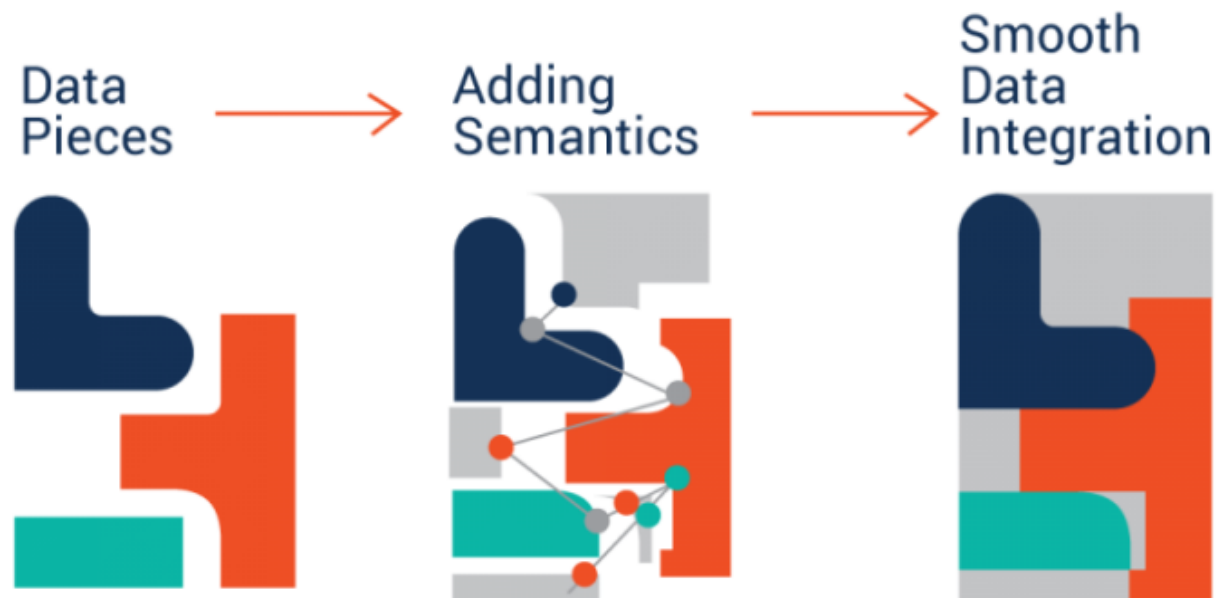 Data
Pieces
Adding
Semantics
Smooth
Data
Integration